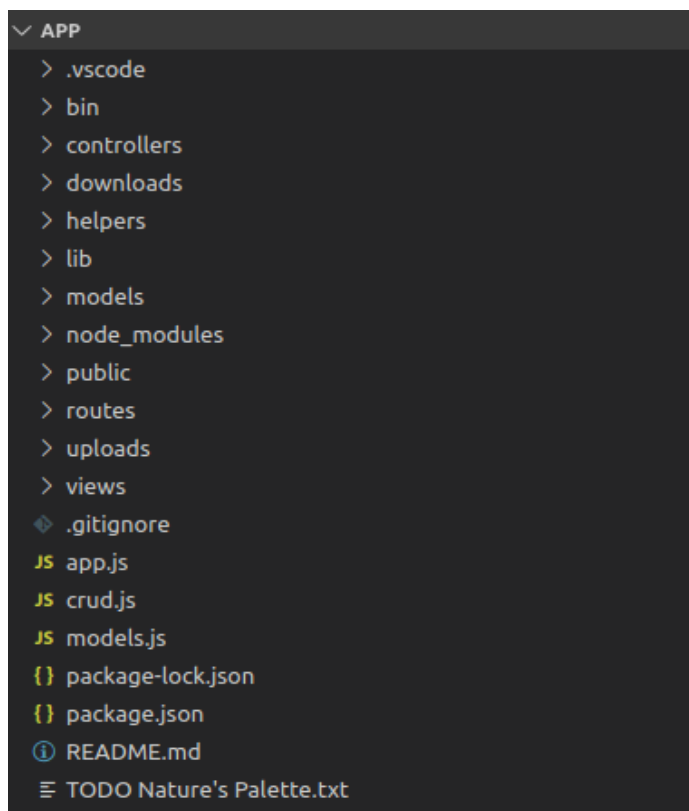 APP
.vscode
bin
controllers
downloads
helpers
lib
models
node_modules
public
routes
uploads
views
.gitignore
JS app.js
JS crud.js
JS models.js
{} package-lock.json
{} package.json
README.md
TODO Nature's Palette.txt